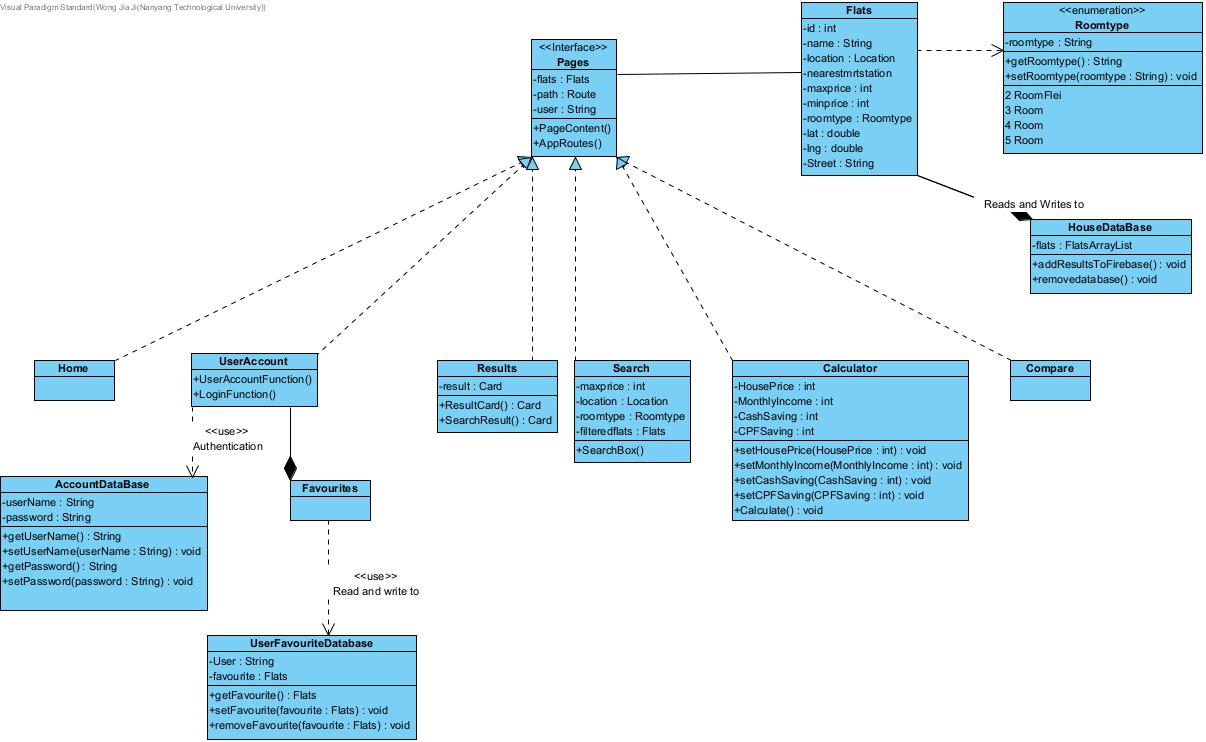 Visual Paradigm Standard(Wong Jia Ji(Nanyang Technological University))
<<Interface>>
Pages
-flats : Flats
-path : Route
-user : String
+PageContent()
+AppRoutes()
Flats
-id : int
-name : String
-location : Location
-nearestmrtstation
-maxprice : int
-minprice : int
-roomtype : Roomtype
-lat : double
-lng : double
-Street : String
<<enumeration>>
Roomtype
-roomtype : String
+getRoomtype() : String
+setRoomtype(roomtype : String) : void
2 RoomFlei
3 Room
4 Room
5 Room
Reads and Writes to
HouseDataBase
-flats : FlatsArrayList
+addResultsToFirebase() : void
+removedatabase() : void
Home
UserAccount
+UserAccountFunction()
+LoginFunction()
Results
-result : Card
+ResultCard() : Card
+SearchResult() : Card
Search
-maxprice : int
-location : Location
-roomtype : Roomtype
-filteredflats : Flats
+SearchBox()
Calculator
-HousePrice : int
-MonthlyIncome : int
-CashSaving : int
-CPFSaving : int
+setHousePrice(HousePrice : int) : void
+setMonthlyIncome(MonthlyIncome : int) : void
+setCashSaving(CashSaving : int) : void
+setCPFSaving(CPFSaving : int) : void
+Calculate() : void
Compare
<<use>>
Authentication
AccountDataBase
-userName : String
-password : String
+getUserName() : String
+setUserName(userName : String) : void
+getPassword() : String
+setPassword(password : String) : void
Favourites
<<use>>
Read and write to
UserFavouriteDatabase
-User : String
-favourite : Flats
+getFavourite() : Flats
+setFavourite(favourite : Flats) : void
+removeFavourite(favourite : Flats) : void